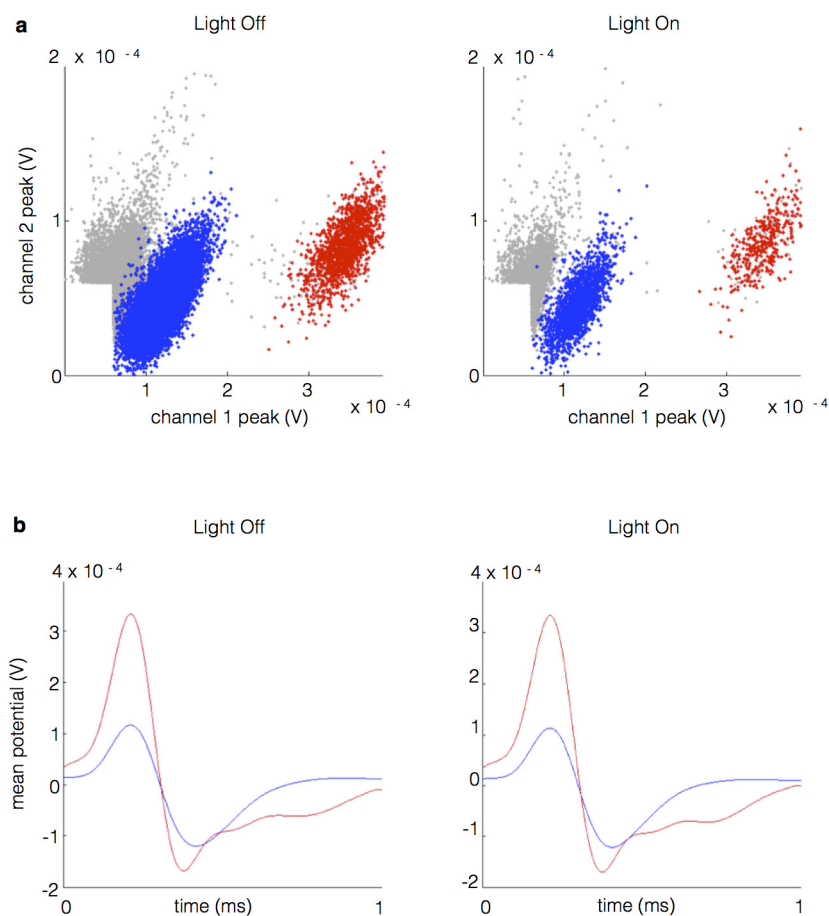 a
Light Off
Light On
2 x 10 -4
2 x 10 -4
channel 2 peak (V)
1
1
0
0
1 2 3
1 2 3
x 10 -4
x 10 -4
channel 1 peak (V)
channel 1 peak (V)
b
Light Off
Light On
4 x 10 -4
4 x 10 -4
mean potential (V)
3
3
2
2
1
1
0
0
-1
-1
-2
-2
0 time (ms) 1
0 time (ms) 1